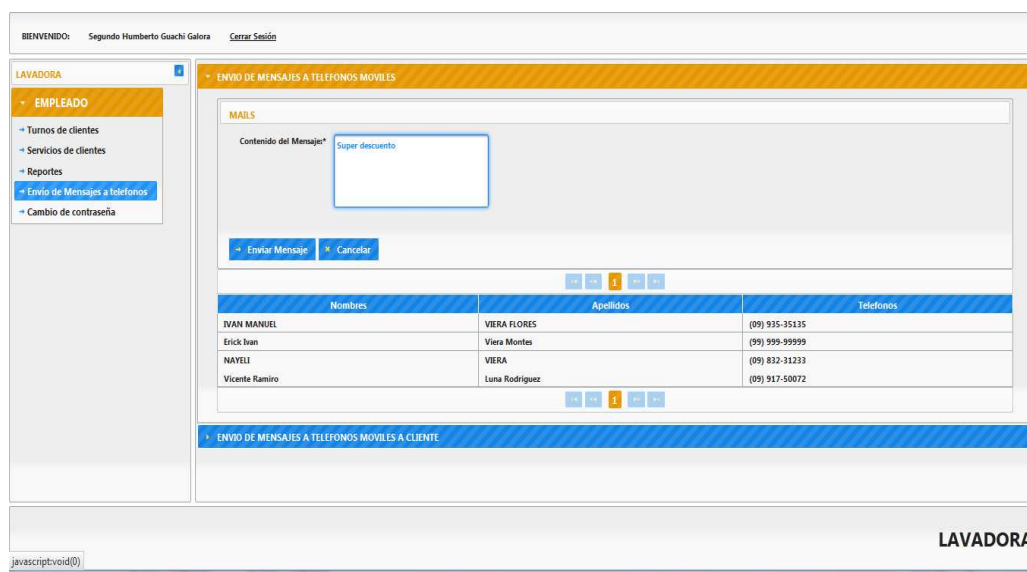 BIENVENIDO: Segundo Humberto Guachi Galora Cerrar Sesión
LAVADORA
EMPLEADO
Turnos de clientes
Servicios de clientes
Reportes
Envio de Mensajes a telefonos
Cambio de contraseña
ENVIO DE MENSAJES A TELEFONOS MOVILES
MAILS
Contenido del Mensaje:* Super descuento
Enviar Mensaje Cancelar
1
Nombres Apellidos Telefonos
IVAN MANUEL VIERA FLORES (09) 935-35135
Erick Ivan Viera Montes (99) 999-99999
NAYELI VIERA (09) 832-31233
Vicente Ramiro Luna Rodriguez (09) 917-50072
1
ENVIO DE MENSAJES A TELEFONOS MOVILES A CLIENTE
LAVADORA
javascript:void(0)